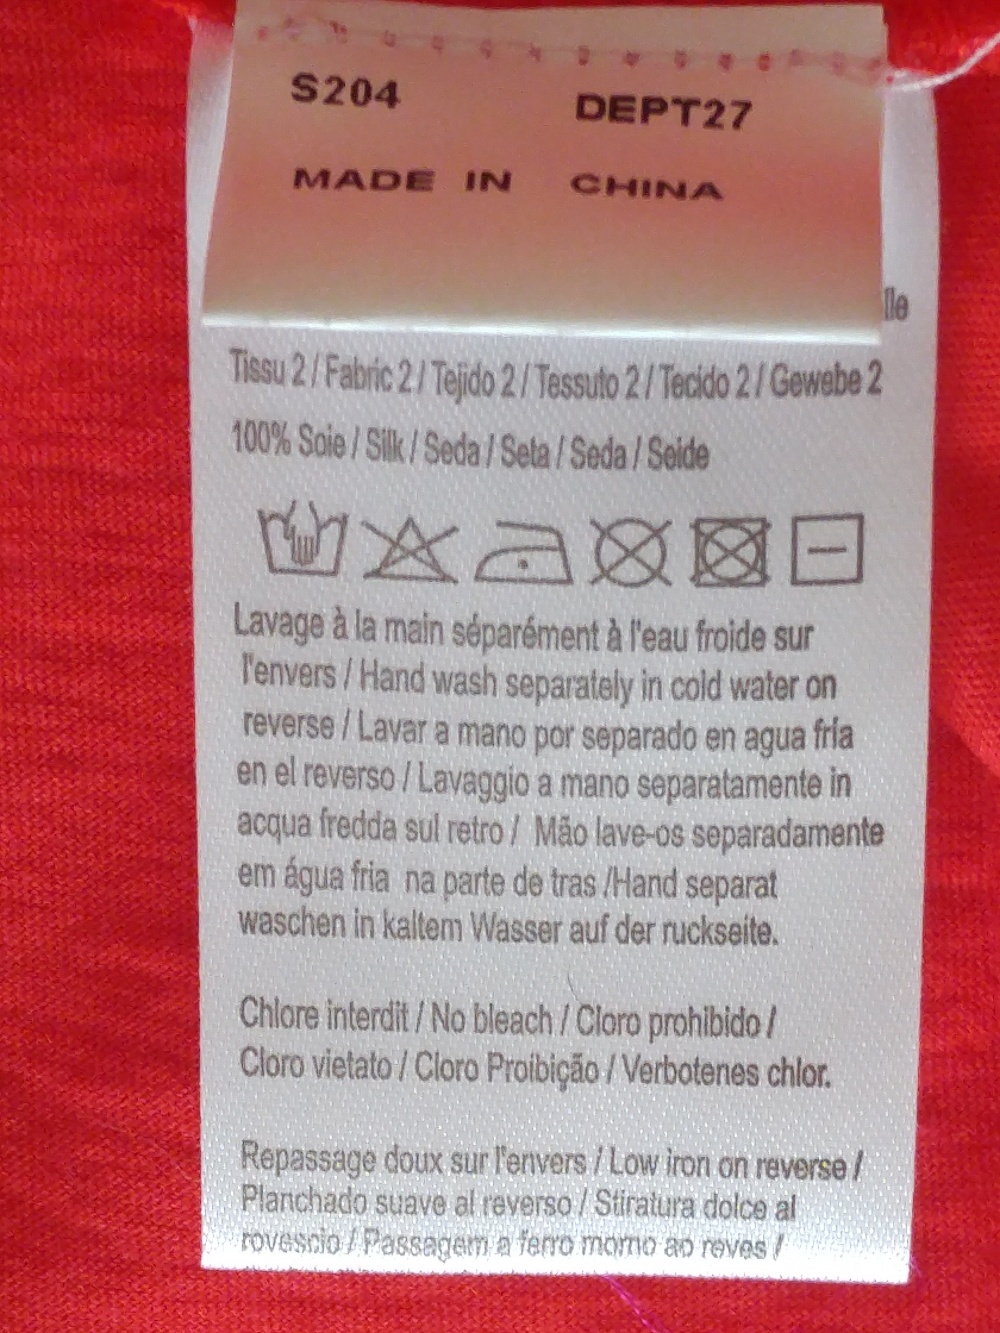 S204 DEPT27
MADE IN CHINA
lle
Tissu 2 / Fabric 2 / Tejido 2 / Tessuto 2 / Tecido 2 / Gewebe 2
100% Soie / Silk / Seda / Seta / Seda / Seide
Lavage à la main séparément à l'eau froide sur
l'envers / Hand wash separately in cold water on
reverse / Lavar a mano por separado en agua fría
en el reverso / Lavaggio a mano separatamente in
acqua fredda sul retro / Mão lave-os separadamente
em água fria na parte de tras /Hand separat
waschen in kaltem Wasser auf der ruckseite.
Chlore interdit / No bleach / Cloro prohibido /
Cloro vietato / Cloro Proibição / Verbotenes chlor.
Repassage doux sur l'envers / Low iron on reverse /
Planchado suave al reverso / Stiratura dolce al
rovescio / Passagem a ferro morno ao reves /